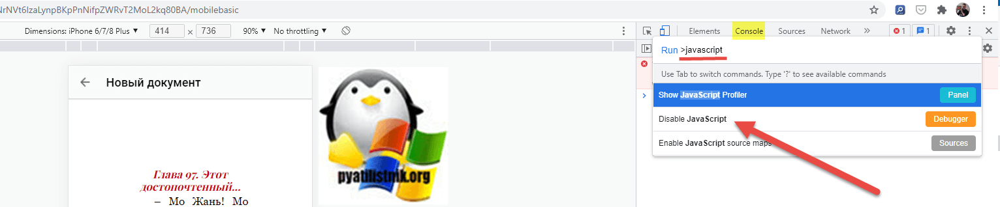 NrNVt6IzaLynpBKpPnNifpZWRvT2MoL2kq80BA/mobilebasic
Dimensions: iPhone 6/7/8 Plus ▼ 414 × 736 90% ▼ No throttling ▼
Elements Console Sources Network » 1 1
Run >javascript
Use Tab to switch commands. Type '?' to see available commands
Show JavaScript Profiler Panel
Disable JavaScript Debugger
Enable JavaScript source maps Sources
Новый документ
pyatilistnik.org
Глава 97. Этот
достопочтенный...
– Мо Жань! Мо